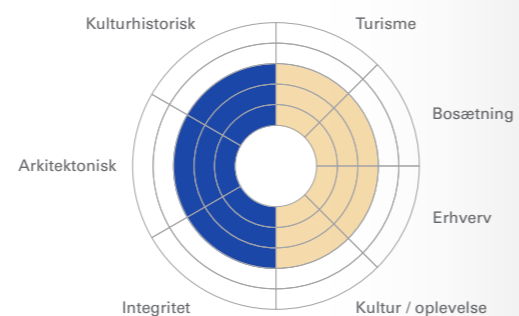 Kulturhistorisk
Turisme
Bosætning
Arkitektonisk
Erhverv
Integritet
Kultur / oplevelse